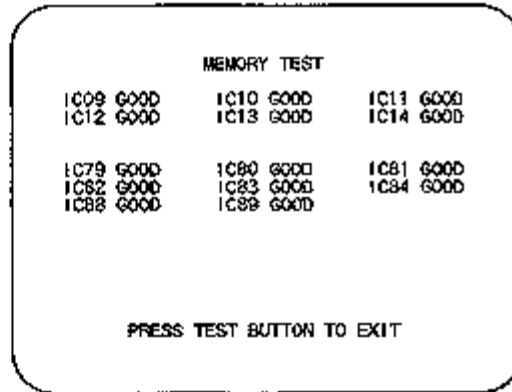 MEMORY TEST
IC09 GOOD IC10 GOOD IC11 GOOD
IC12 GOOD IC13 GOOD IC14 GOOD
IC79 GOOD IC80 GOOD IC81 GOOD
IC82 GOOD IC83 GOOD IC84 GOOD
IC88 GOOD IC89 GOOD
PRESS TEST BUTTON TO EXIT